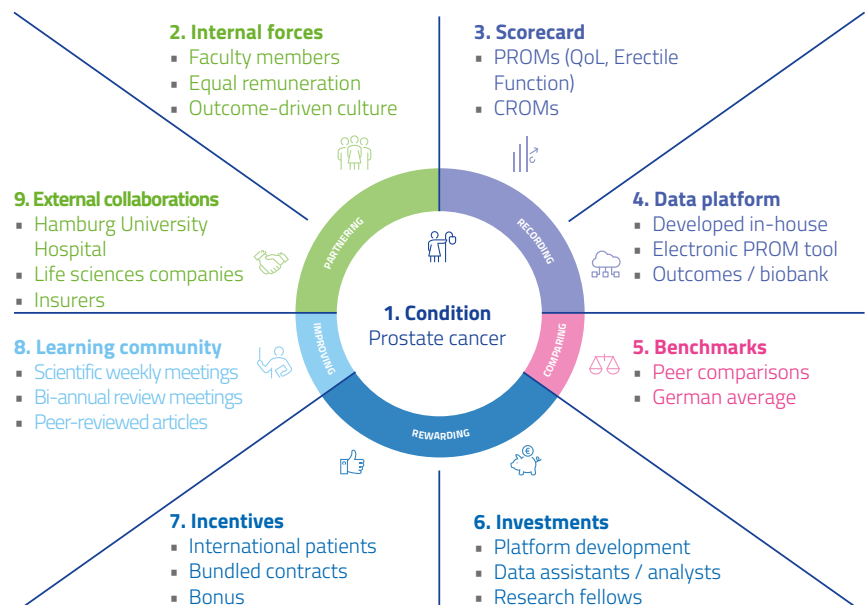 2. Internal forces
▪ Faculty members
▪ Equal remuneration
▪ Outcome-driven culture
3. Scorecard
▪ PROMs (QoL, Erectile
Function)
▪ CROMs
9. External collaborations
▪ Hamburg University
Hospital
▪ Life sciences companies
▪ Insurers
4. Data platform
▪ Developed in-house
▪ Electronic PROM tool
▪ Outcomes / biobank
PARTNERING
RECORDING
1. Condition
Prostate cancer
IMPROVING
COMPARING
REWARDING
8. Learning community
▪ Scientific weekly meetings
▪ Bi-annual review meetings
▪ Peer-reviewed articles
5. Benchmarks
▪ Peer comparisons
▪ German average
€
7. Incentives
▪ International patients
▪ Bundled contracts
▪ Bonus
6. Investments
▪ Platform development
▪ Data assistants / analysts
▪ Research fellows